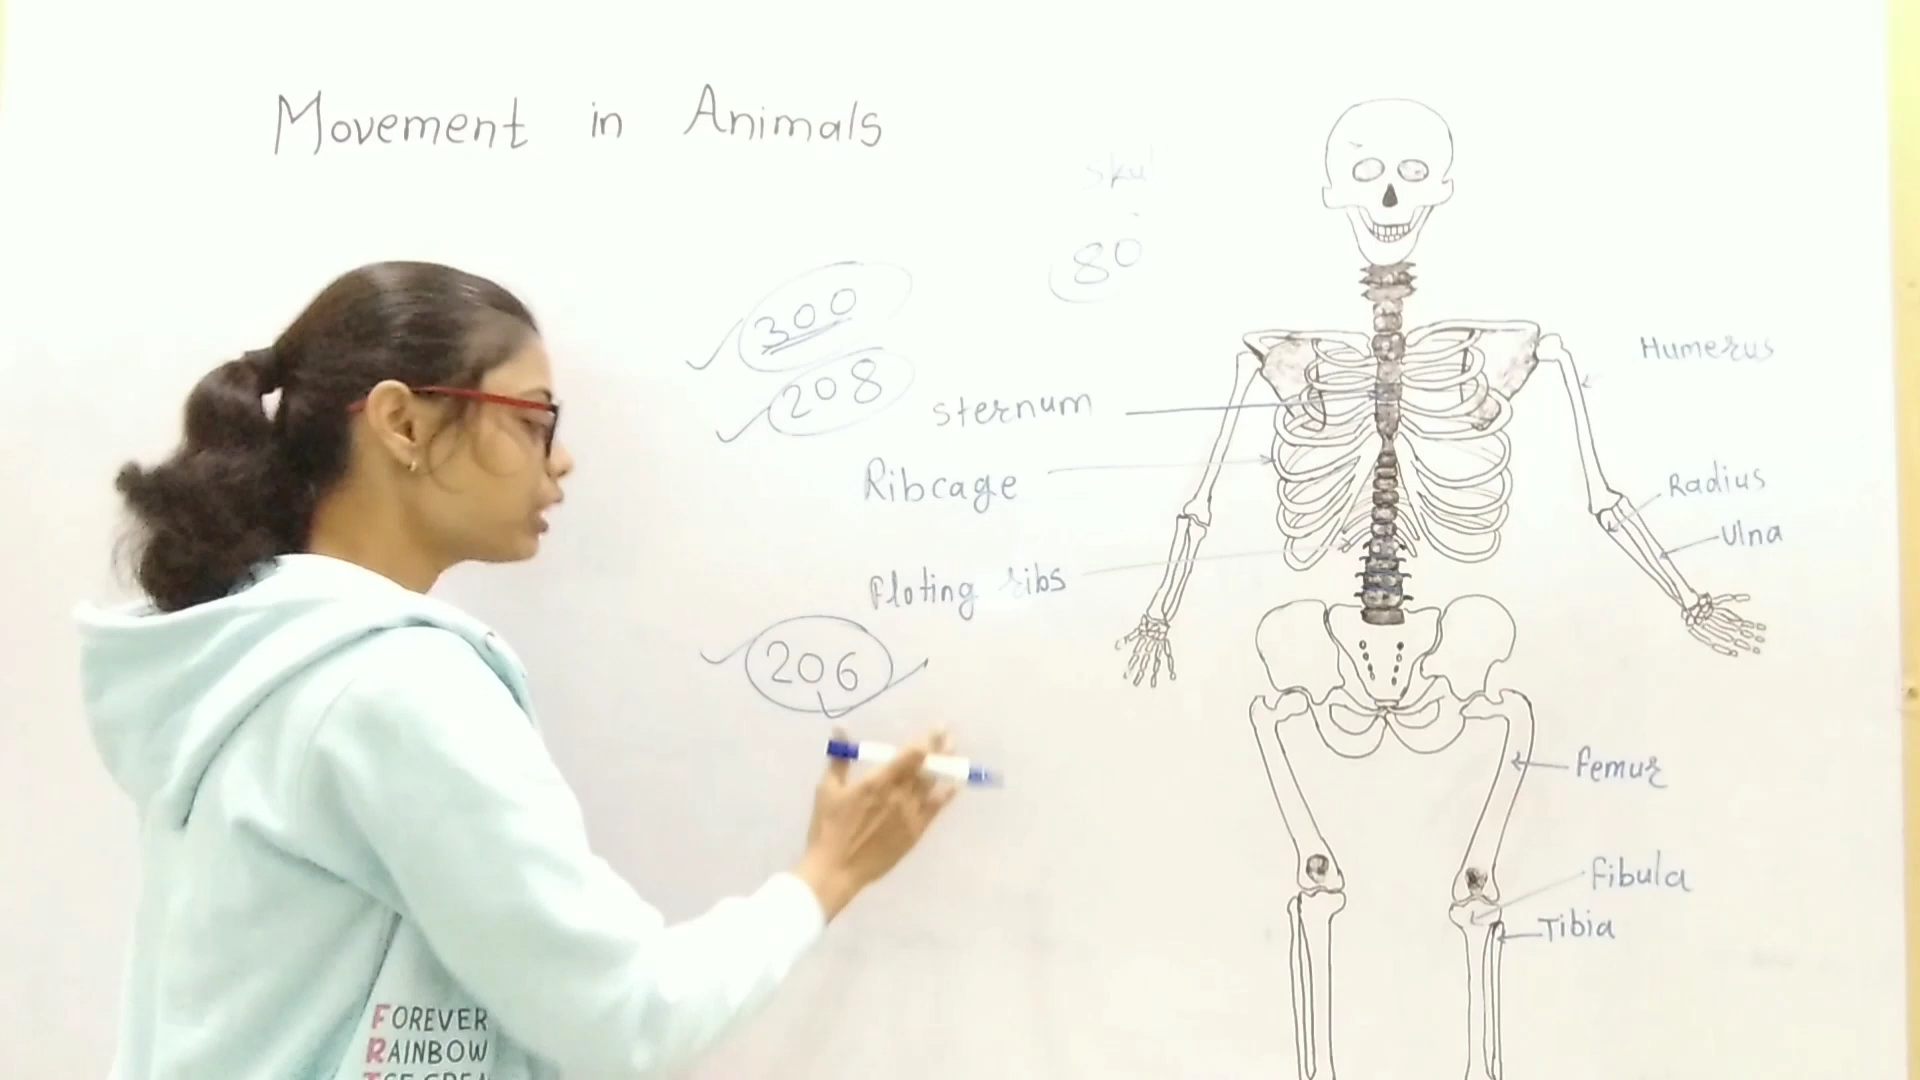 Movement in Animals
80
300
208
sternum
Ribcage
Floting ribs
206
Humerus
Radius
Ulna
femur
fibula
Tibia
FOREVER
RAINBOW